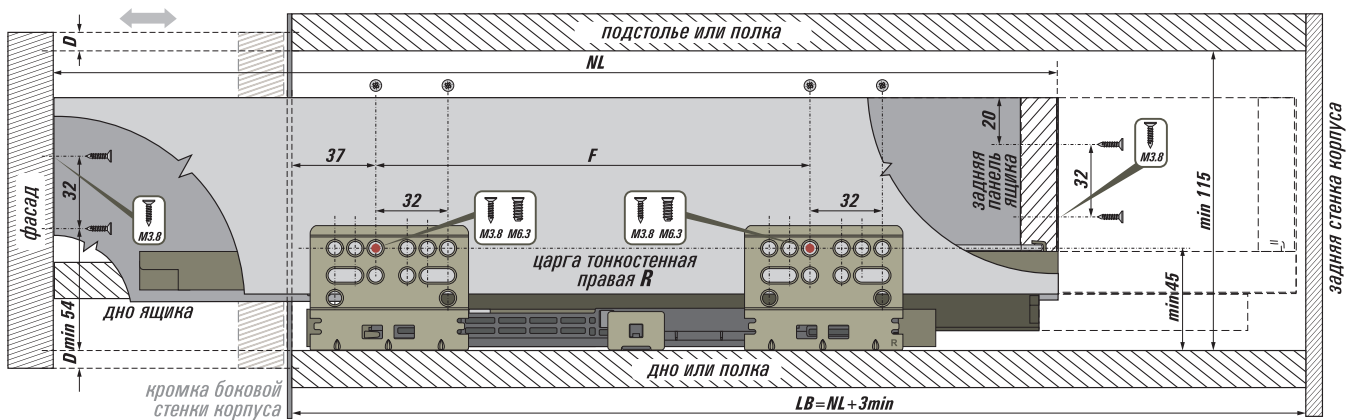 D
подстолье или полка
NL
20
37
F
задняя
панель
ящика
32
32
32
32
M3.8
M3.8
M3.8 M6.3
M3.8 M6.3
min 115
фасад
задняя стенка корпуса
царга тонкостенная
правая R
min45
дно ящика
D min 54
R
дно или полка
кромка боковой
стенки корпуса
LB=NL+3min